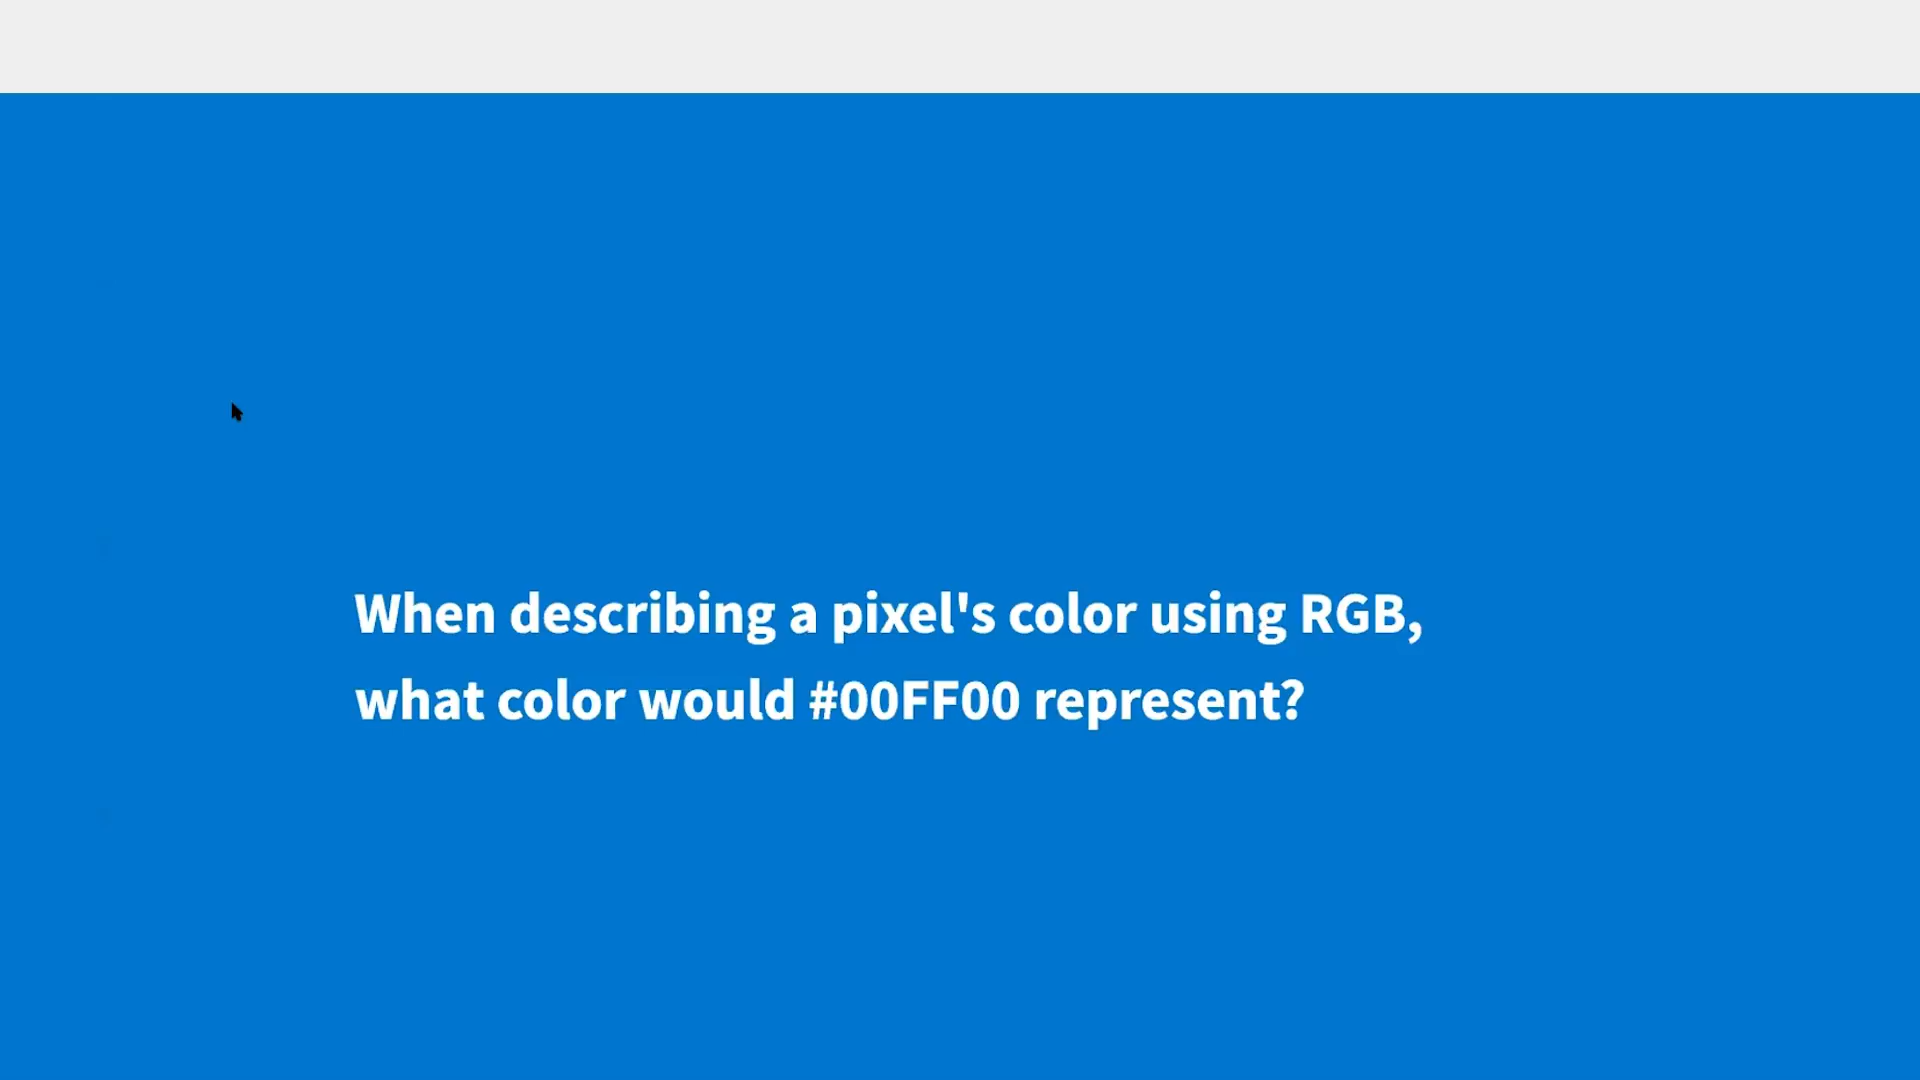 When describing a pixel's color using RGB,
what color would #00FF00 represent?